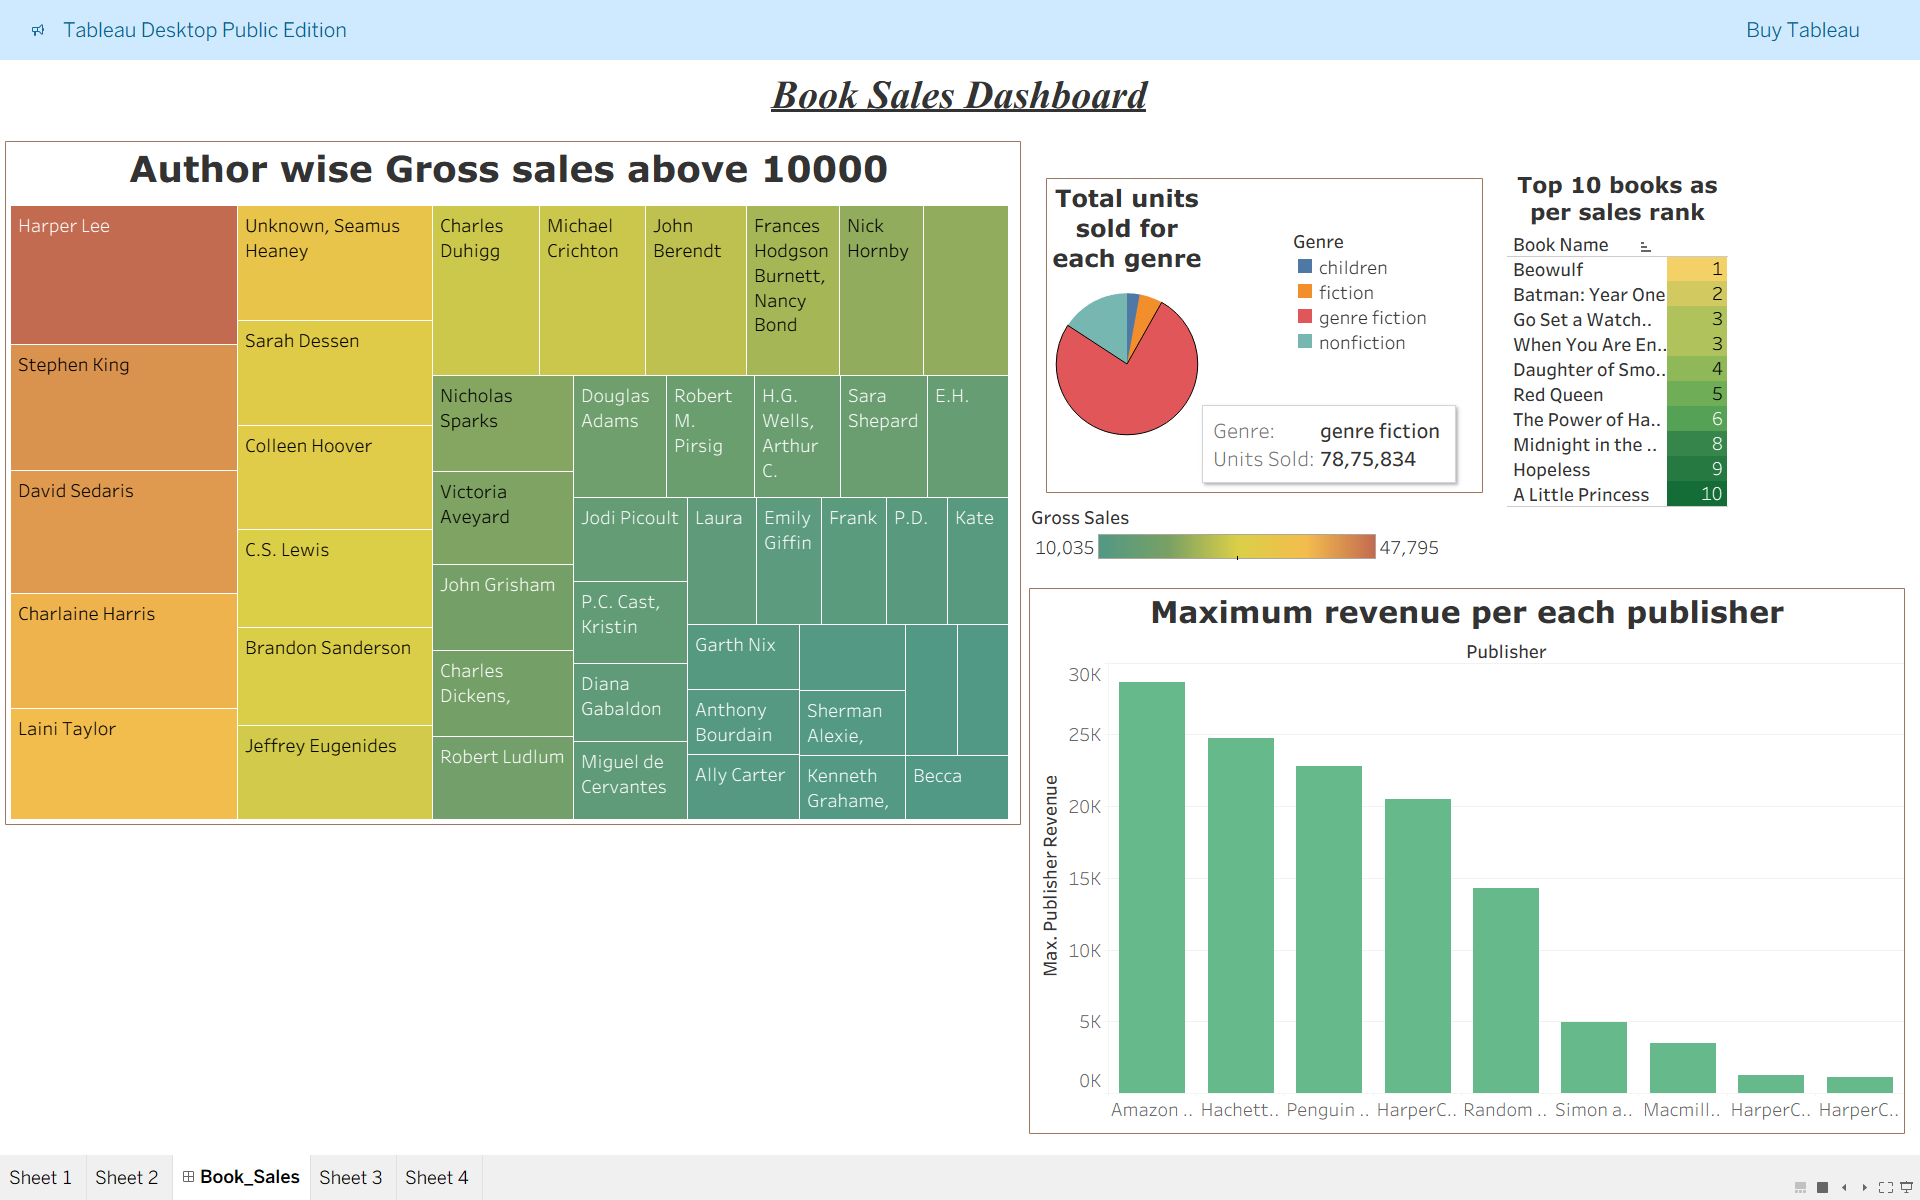 Tableau Desktop Public Edition
Buy Tableau
Book Sales Dashboard
Author wise Gross sales above 10000
Harper Lee
Stephen King
David Sedaris
Charlaine Harris
Laini Taylor
Unknown, Seamus
Heaney
Sarah Dessen
Colleen Hoover
C.S. Lewis
Brandon Sanderson
Jeffrey Eugenides
Charles
Duhigg
Michael
Crichton
John
Berendt
Frances
Hodgson
Burnett,
Nancy
Bond
Nick
Hornby
Nicholas
Sparks
Victoria
Aveyard
John Grisham
Charles
Dickens,
Robert Ludlum
Douglas
Adams
Robert
M.
Pirsig
H.G.
Wells,
Arthur
C.
Sara
Shepard
E.H.
Jodi Picoult
P.C. Cast,
Kristin
Diana
Gabaldon
Miguel de
Cervantes
Laura
Emily
Giffin
Frank
P.D.
Kate
Garth Nix
Anthony
Bourdain
Ally Carter
Sherman
Alexie,
Kenneth
Grahame,
Becca
Total units
sold for
each genre
Genre
children
fiction
genre fiction
nonfiction
Genre: genre fiction
Units Sold: 78,75,834
Top 10 books as
per sales rank
Book Name
Beowulf 1
Batman: Year One 2
Go Set a Watch.. 3
When You Are En.. 3
Daughter of Smo.. 4
Red Queen 5
The Power of Ha.. 6
Midnight in the .. 8
Hopeless 9
A Little Princess 10
Gross Sales
10,035 47,795
Maximum revenue per each publisher
Publisher
Max. Publisher Revenue
30K
25K
20K
15K
10K
5K
0K
Amazon .. Hachett.. Penguin .. HarperC.. Random .. Simon a.. Macmill.. HarperC.. HarperC..
Sheet 1 Sheet 2 Book_Sales Sheet 3 Sheet 4